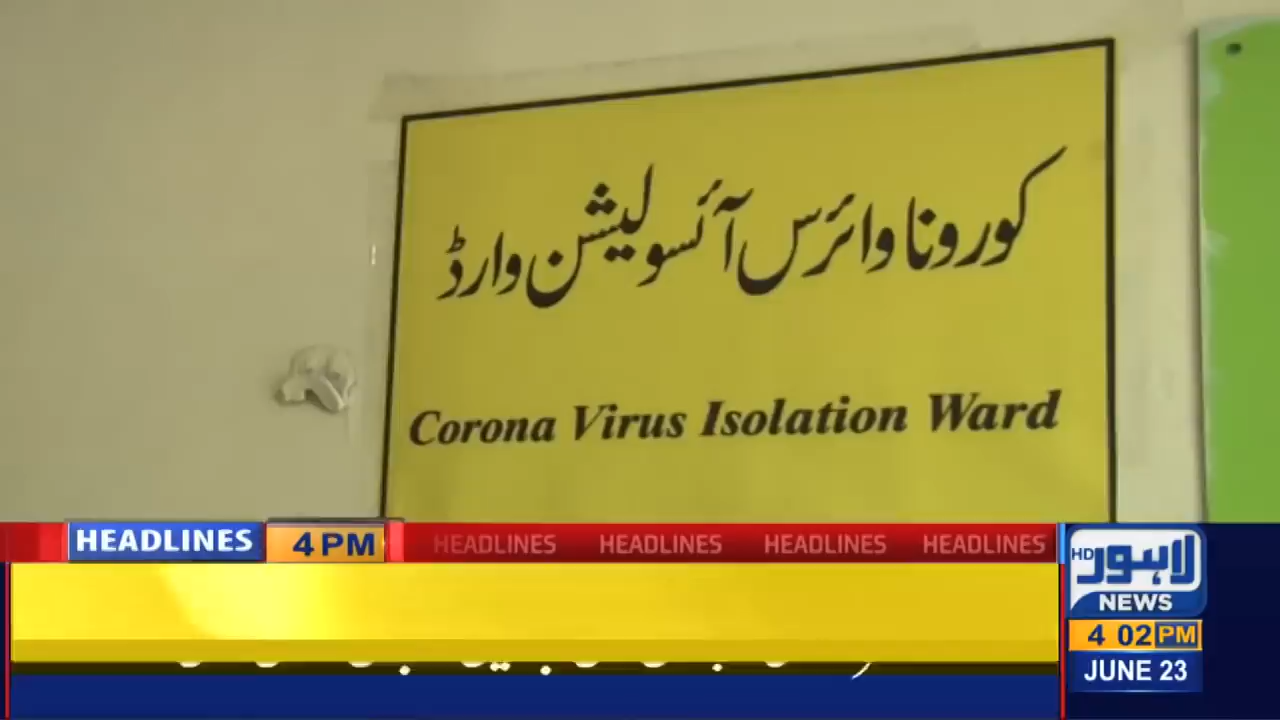 کورونا وائرس آئسولیشن وارڈ
Corona Virus Isolation Ward
HEADLINES 4 PM HEADLINES HEADLINES HEADLINES HEADLINES
HD لاہور
NEWS
4 02 PM
JUNE 23